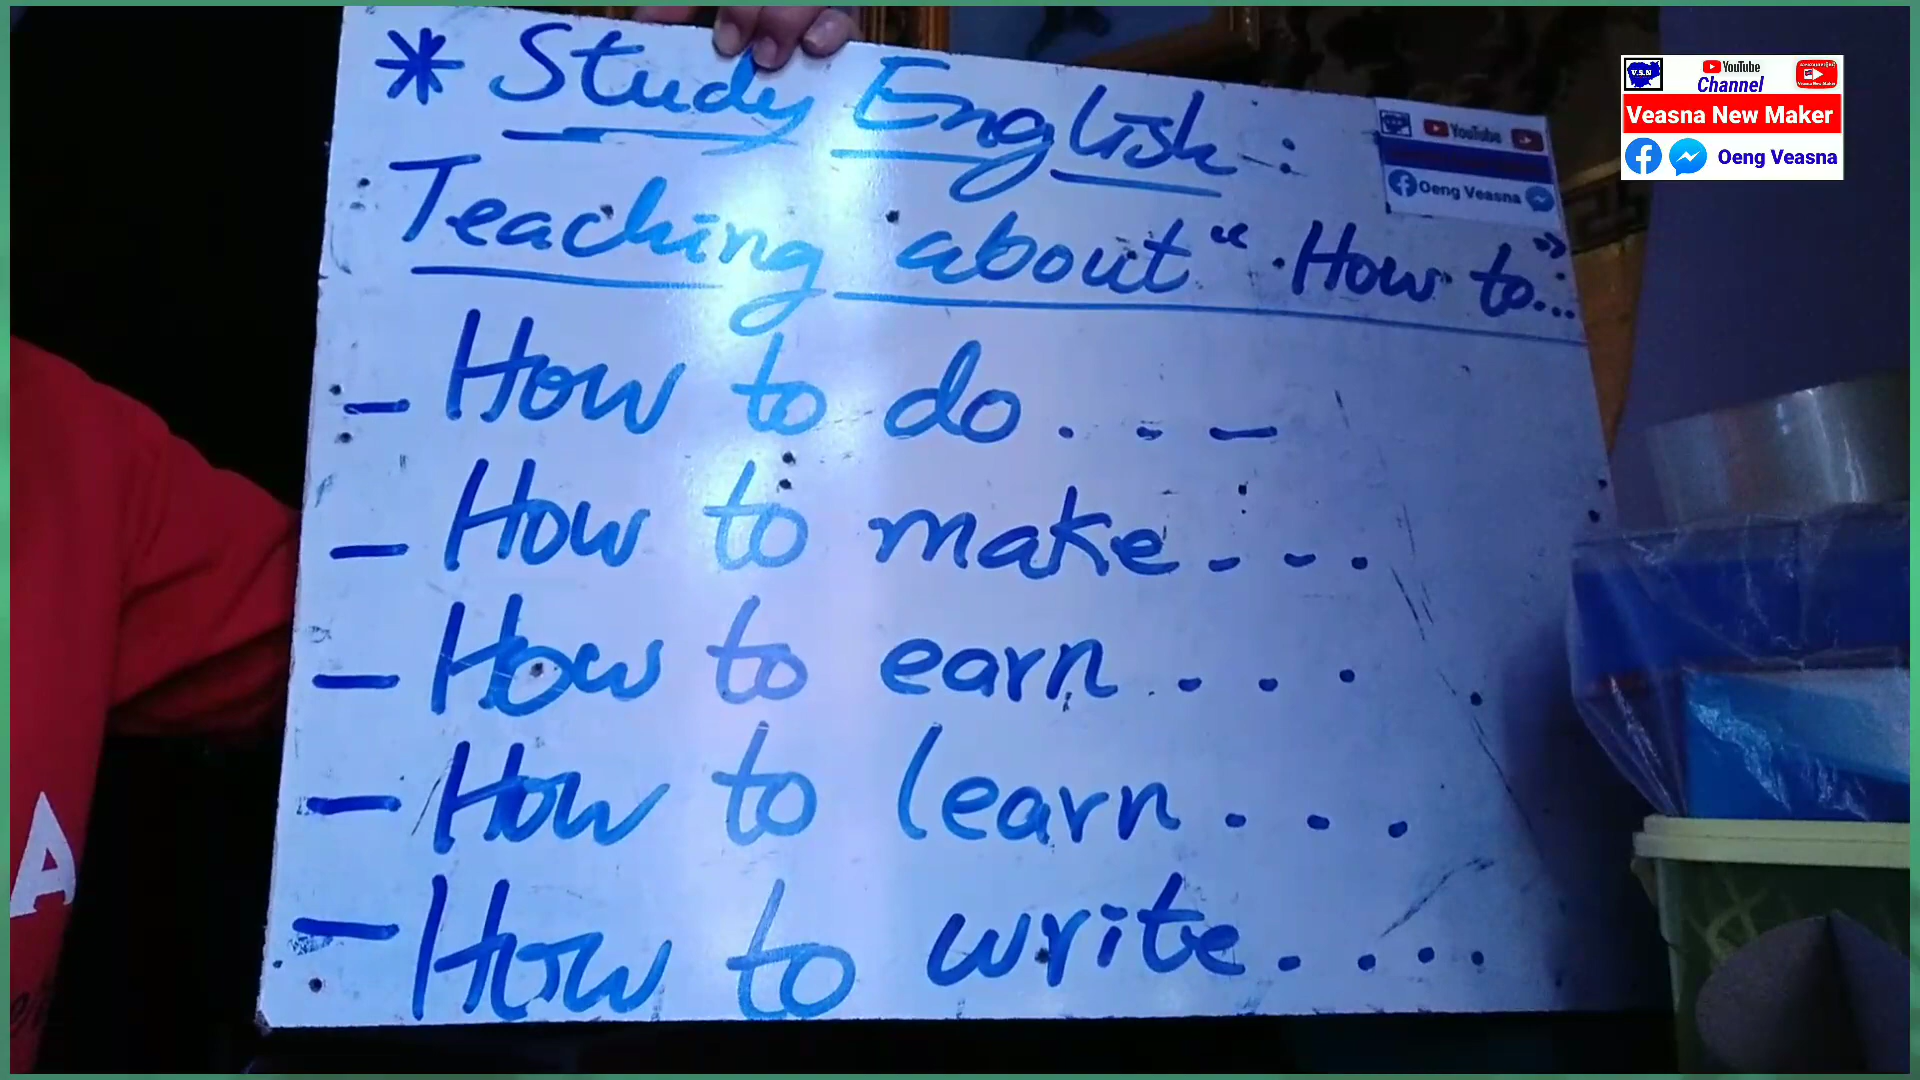 * Study English :
Teaching about “How to...”
- How to do . . -
- How to make . . .
- How to earn . . .
- How to learn . . .
- How to write . . . .
YouTube
Oeng Veasna
V.S.N
YouTube
Channel
Veasna New Maker
Oeng Veasna
A